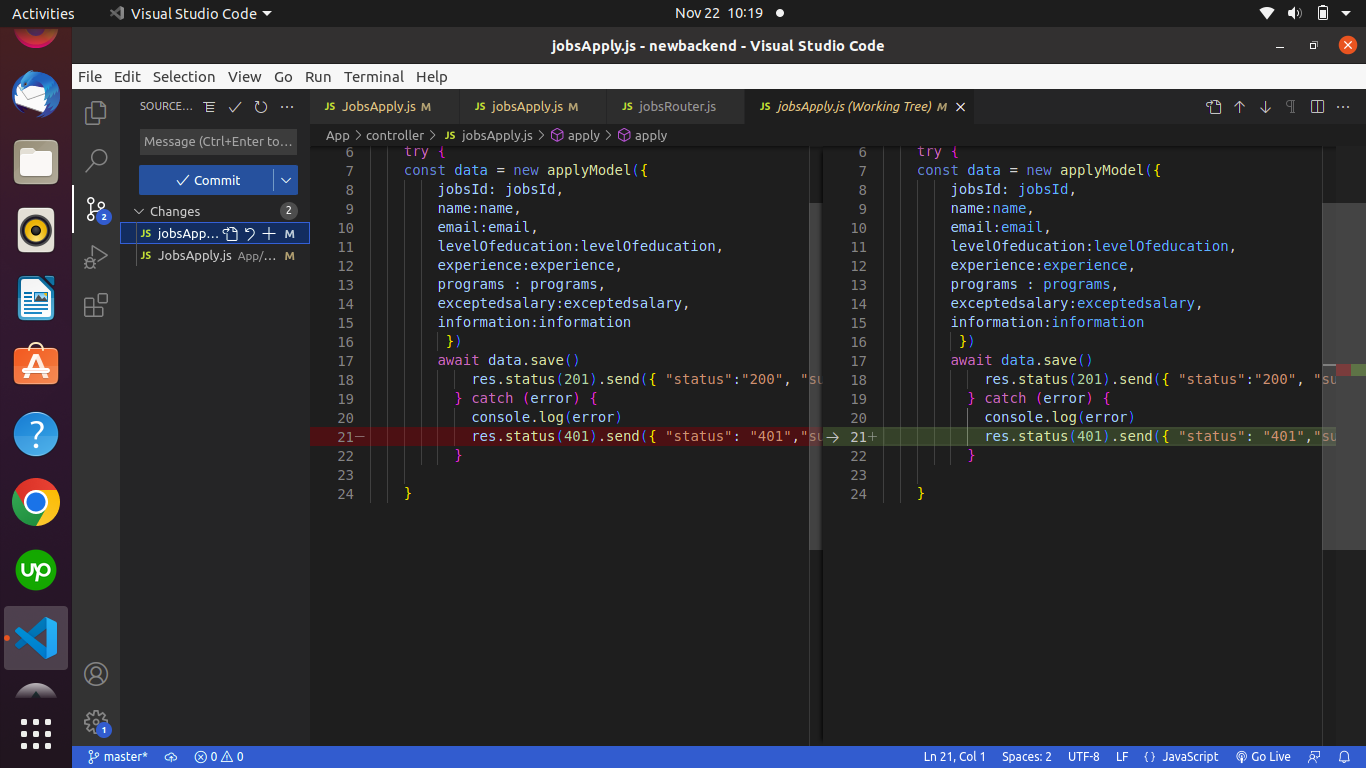 Activities Visual Studio Code Nov 22 10:19
jobsApply.js - newbackend - Visual Studio Code
File Edit Selection View Go Run Terminal Help
SOURCE... JS JobsApply.js M JS jobsApply.js M JS jobsRouter.js JS jobsApply.js (Working Tree) M
App > controller > JS jobsApply.js > apply > apply
Message (Ctrl+Enter to...
Commit
Changes 2
JS jobsApp... M
JS JobsApply.js App/... M
2
1
up
6 try {
7 const data = new applyModel({
8 jobsId: jobsId,
9 name:name,
10 email:email,
11 levelOfeducation:levelOfeducation,
12 experience:experience,
13 programs : programs,
14 exceptedsalary:exceptedsalary,
15 information:information
16 })
17 await data.save()
18 res.status(201).send({ "status":"200", "su
19 } catch (error) {
20 console.log(error)
21— res.status(401).send({ "status": "401","su
22 }
23
24 }
6 try {
7 const data = new applyModel({
8 jobsId: jobsId,
9 name:name,
10 email:email,
11 levelOfeducation:levelOfeducation,
12 experience:experience,
13 programs : programs,
14 exceptedsalary:exceptedsalary,
15 information:information
16 })
17 await data.save()
18 res.status(201).send({ "status":"200", "su
19 } catch (error) {
20 console.log(error)
21+ res.status(401).send({ "status": "401","su
22 }
23
24 }
master* 0 0 Ln 21, Col 1 Spaces: 2 UTF-8 LF { } JavaScript Go Live